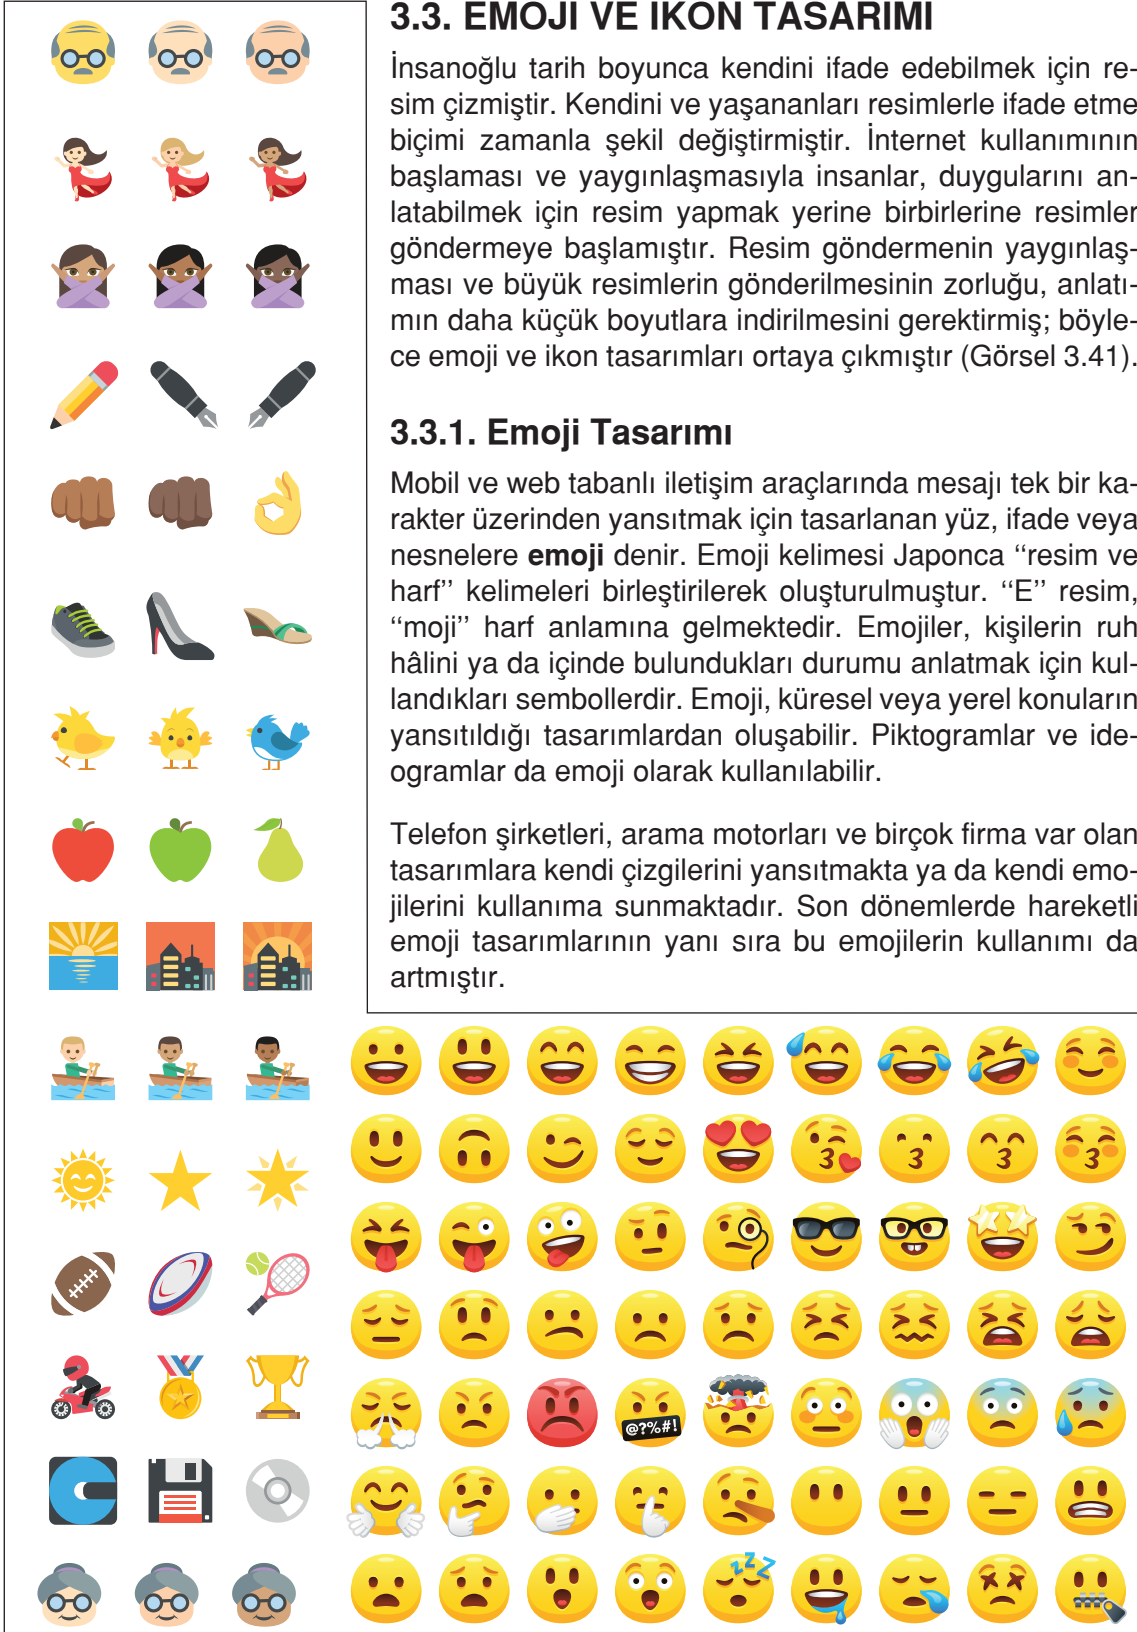 3.3. EMOJI VE İKON TASARIMI
İnsanoğlu tarih boyunca kendini ifade edebilmek için re-
sim çizmiştir. Kendini ve yaşananları resimlerle ifade etme
biçimi zamanla şekil değiştirmiştir. İnternet kullanımının
başlaması ve yaygınlaşmasıyla insanlar, duygularını an-
latabilmek için resim yapmak yerine birbirlerine resimler
göndermeye başlamıştır. Resim göndermenin yaygınlaş-
ması ve büyük resimlerin gönderilmesinin zorluğu, anlatı-
mın daha küçük boyutlara indirilmesini gerektirmiş; böyle-
ce emoji ve ikon tasarımları ortaya çıkmıştır (Görsel 3.41).
3.3.1. Emoji Tasarımı
Mobil ve web tabanlı iletişim araçlarında mesajı tek bir ka-
rakter üzerinden yansıtmak için tasarlanan yüz, ifade veya
nesnelere emoji denir. Emoji kelimesi Japonca ‘‘resim ve
harf’’ kelimeleri birleştirilerek oluşturulmuştur. ‘‘E’’ resim,
‘‘moji’’ harf anlamına gelmektedir. Emojiler, kişilerin ruh
hâlini ya da içinde bulundukları durumu anlatmak için kul-
landıkları sembollerdir. Emoji, küresel veya yerel konuların
yansıtıldığı tasarımlardan oluşabilir. Piktogramlar ve ide-
ogramlar da emoji olarak kullanılabilir.
Telefon şirketleri, arama motorları ve birçok firma var olan
tasarımlara kendi çizgilerini yansıtmakta ya da kendi emo-
jilerini kullanıma sunmaktadır. Son dönemlerde hareketli
emoji tasarımlarının yanı sıra bu emojilerin kullanımı da
artmıştır.
@?%#!
zZZ